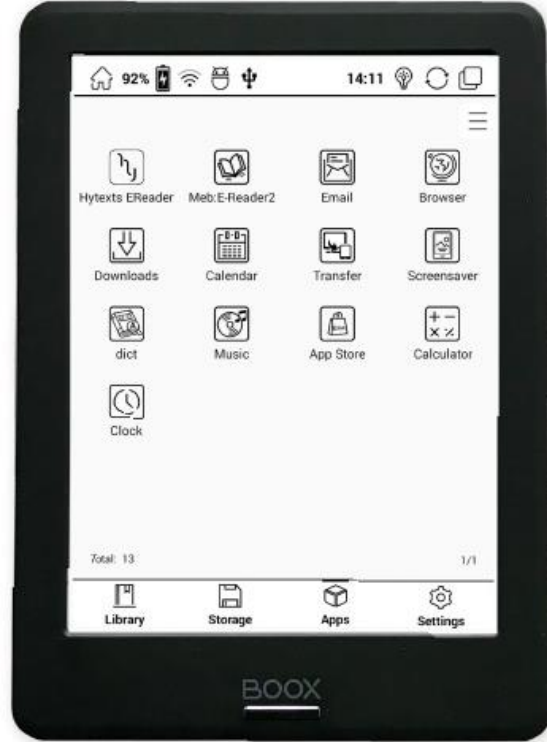 92% 14:11
Hytexts EReader Meb:E-Reader2 Email Browser
Downloads Calendar Transfer Screensaver
dict Music App Store Calculator
Clock
Total: 13 1/1
Library Storage Apps Settings
BOOX